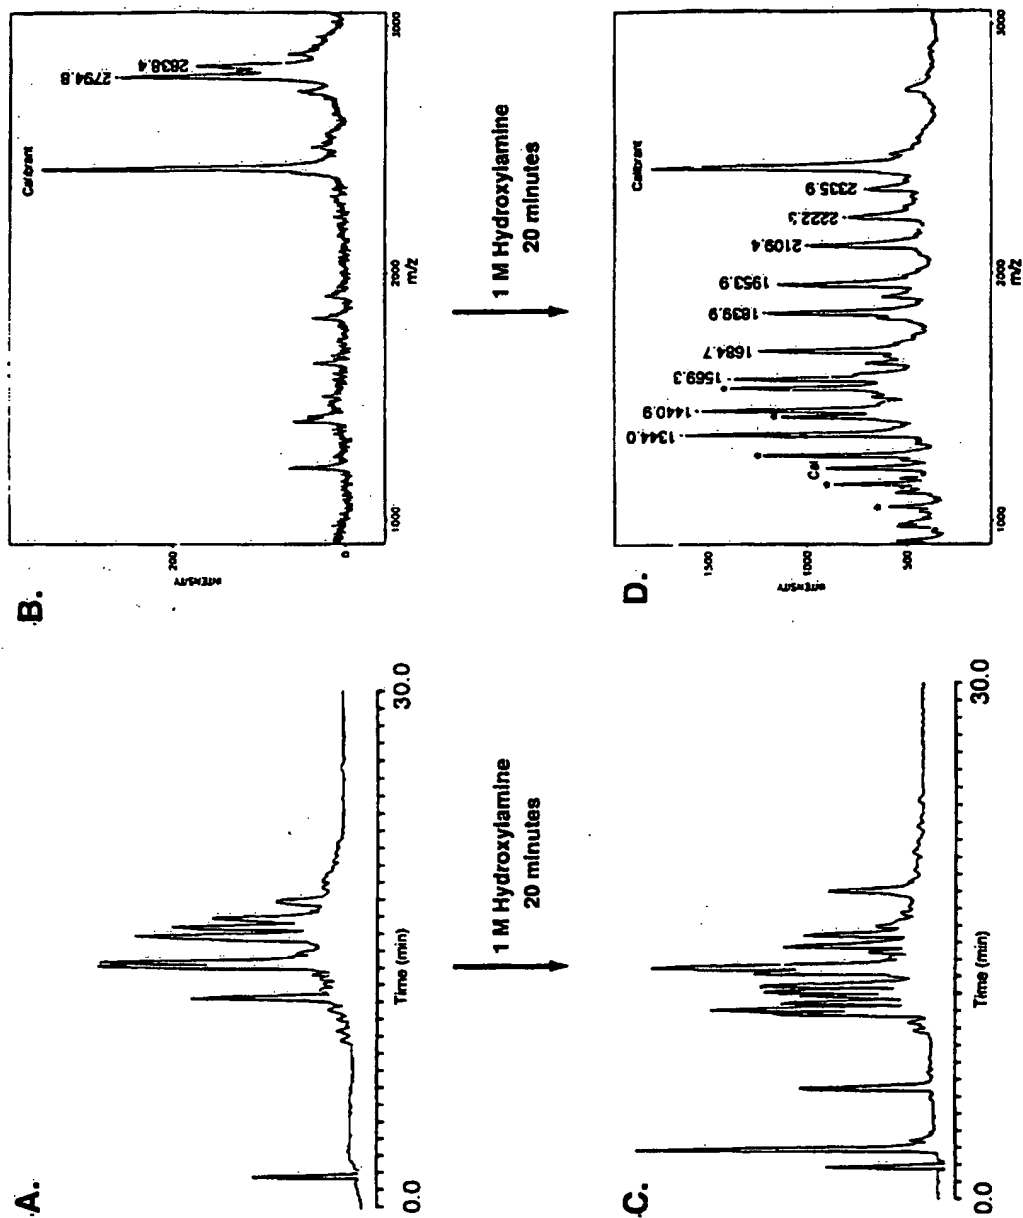 A.
0.0
30.0
Time (min)
1 M Hydroxylamine
20 minutes
C.
0.0
30.0
Time (min)
B.
INTENSITY
200
0
Calibrant
2794.8
2838.4
1000
2000
3000
m/z
1 M Hydroxylamine
20 minutes
D.
INTENSITY
1500
1000
500
*
*
Cal
*
1344.0
*
1440.9
*
1569.3
1684.7
1839.9
1953.9
2109.4
2222.3
2335.9
Calibrant
1000
2000
3000
m/z